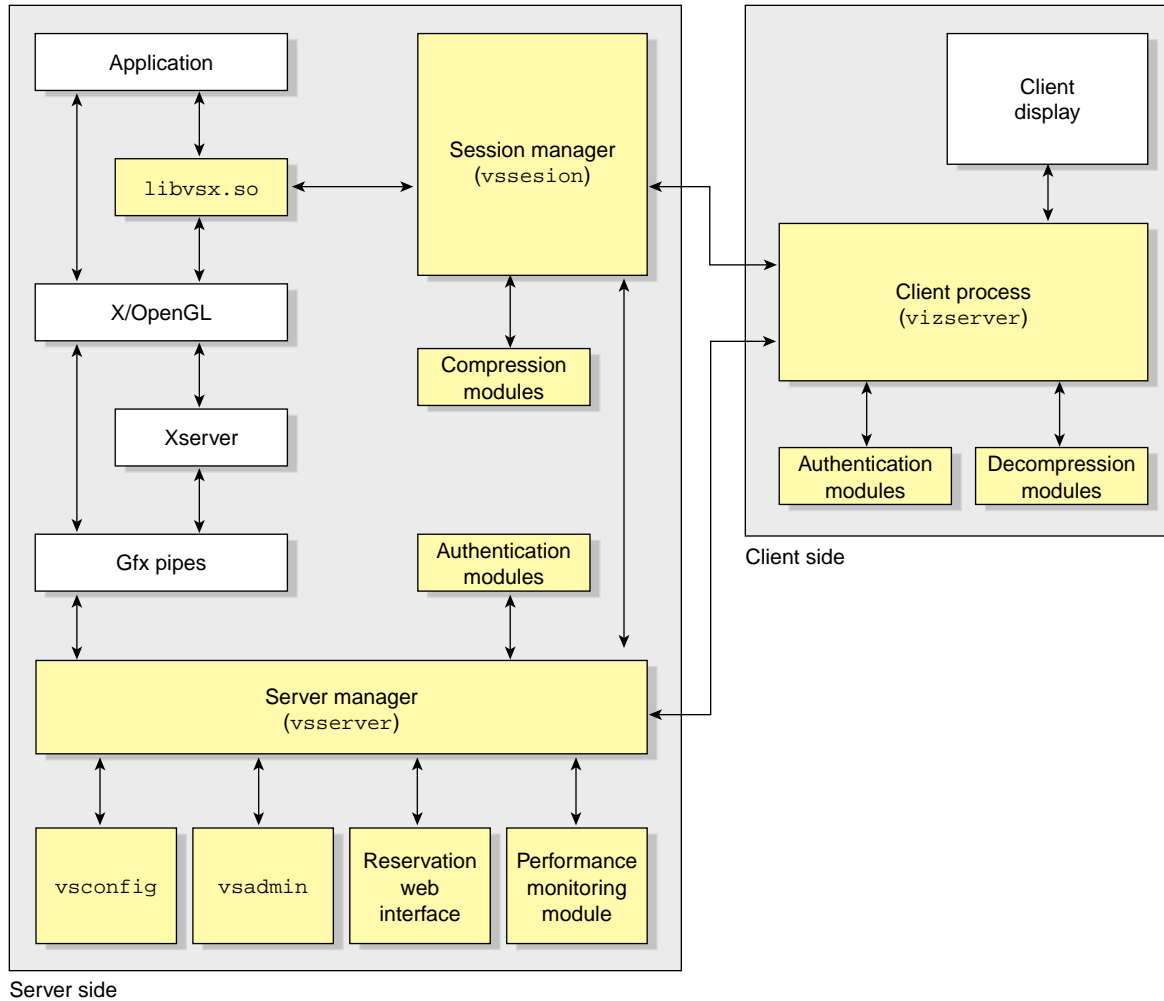 Application
libvsx.so
X/OpenGL
Xserver
Gfx pipes
Session manager
(vssesion)
Compression
modules
Authentication
modules
Server manager
(vsserver)
vsconfig
vsadmin
Reservation
web
interface
Performance
monitoring
module
Server side
Client
display
Client process
(vizserver)
Authentication
modules
Decompression
modules
Client side